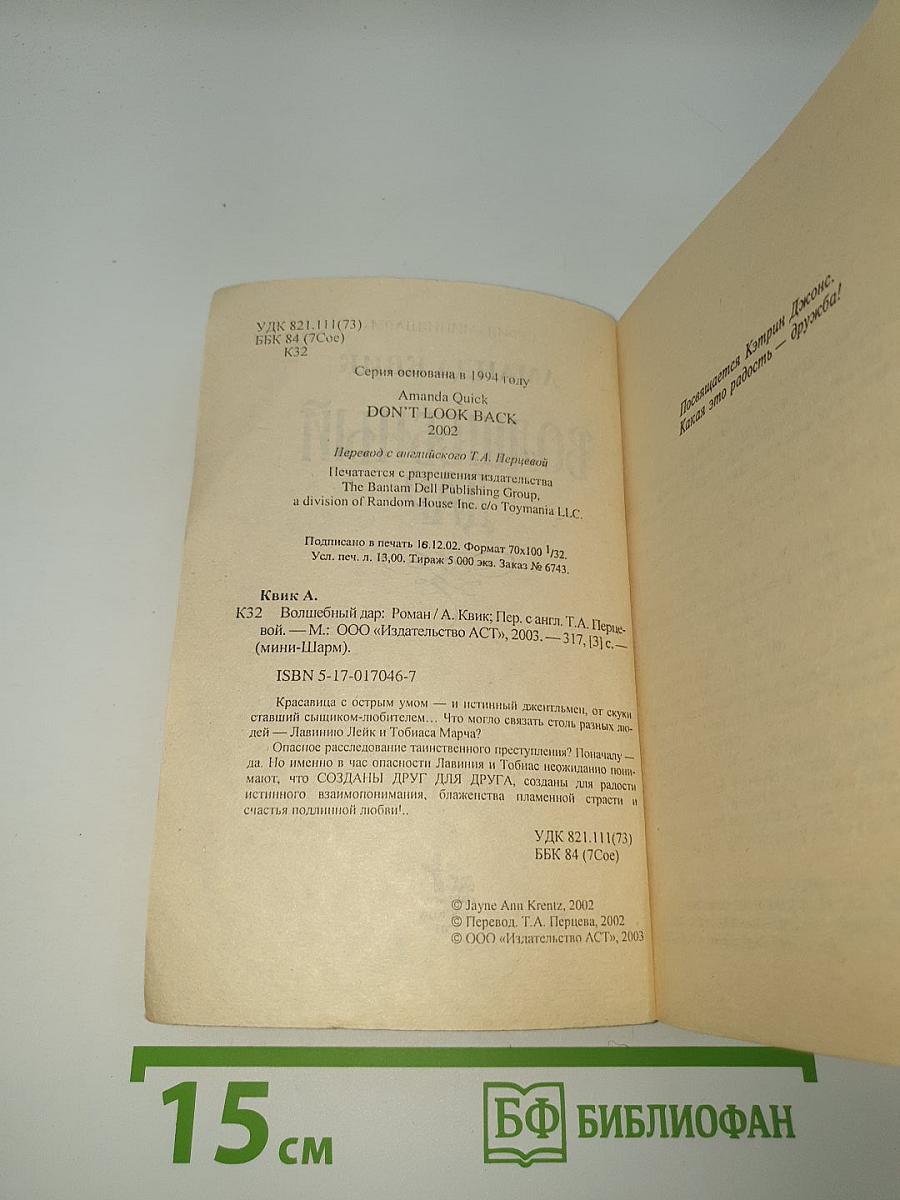 УДК 821.111(73)
ББК 84 (7Сое)
К32
Серия основана в 1994 году
Amanda Quick
DON'T LOOK BACK
2002
Перевод с английского Т.А. Перцевой
Печатается с разрешения издательства
The Bantam Dell Publishing Group,
a division of Random House Inc. c/o Toymania LLC.
Подписано в печать 16.12.02. Формат 70x100 1/32.
Усл. печ. л. 13,00. Тираж 5 000 экз. Заказ № 6743.
Квик А.
К32 Волшебный дар: Роман / А. Квик; Пер. с англ. Т.А. Перце-
вой. — М.: ООО «Издательство АСТ», 2003. — 317, [3] с. —
(мини-Шарм).
ISBN 5-17-017046-7
Красавица с острым умом — и истинный джентльмен, от скуки
ставший сыщиком-любителем... Что могло связать столь разных лю-
дей — Лавинию Лейк и Тобиаса Марча?
Опасное расследование таинственного преступления? Поначалу —
да. Но именно в час опасности Лавиния и Тобиас неожиданно пони-
мают, что СОЗДАНЫ ДРУГ ДЛЯ ДРУГА, созданы для радости
истинного взаимопонимания, блаженства пламенной страсти и
счастья подлинной любви!..
УДК 821.111(73)
ББК 84 (7Сое)
© Jayne Ann Krentz, 2002
© Перевод. Т.А. Перцева, 2002
© ООО «Издательство АСТ», 2003
Посвящается Кэтрин Джонс.
Какая это радость — дружба!
15 см
БФ БИБЛИОФАН